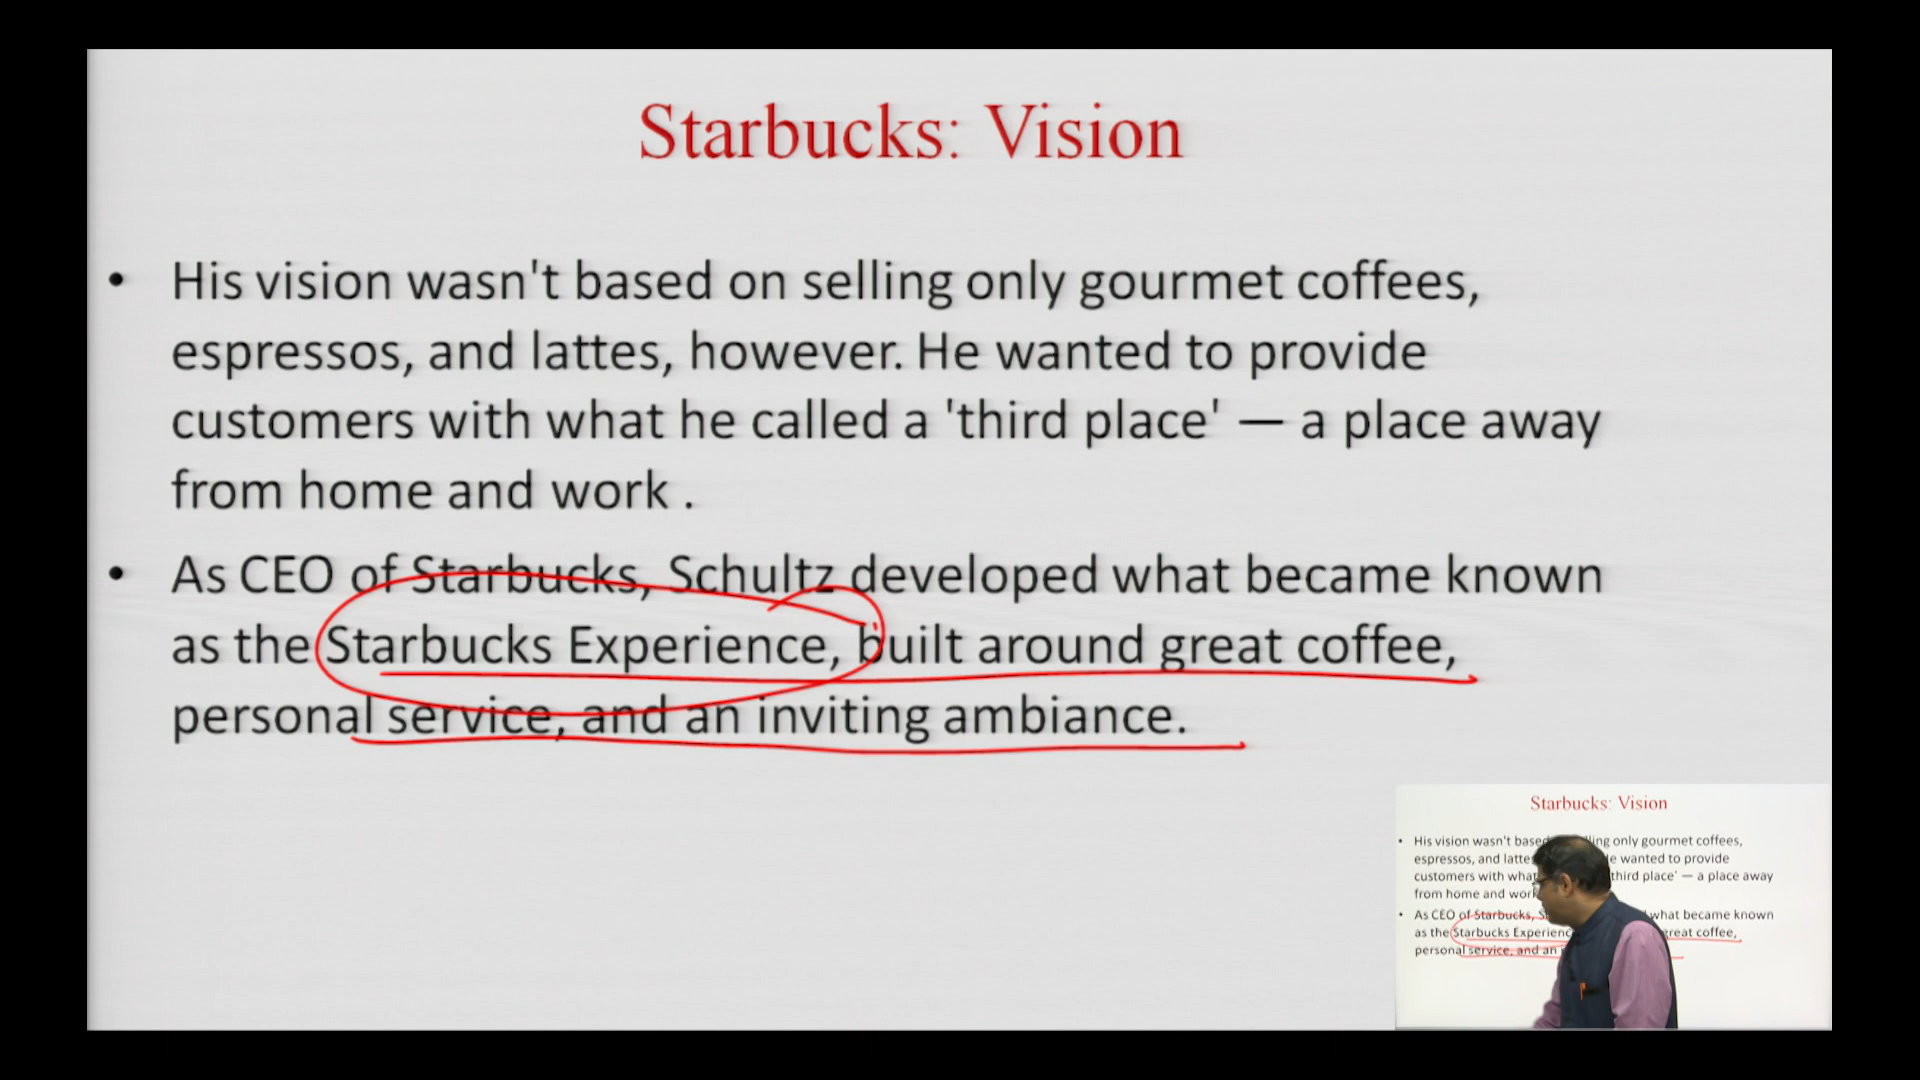 Starbucks: Vision
• His vision wasn't based on selling only gourmet coffees,
espressos, and lattes, however. He wanted to provide
customers with what he called a 'third place' — a place away
from home and work .
• As CEO of Starbucks, Schultz developed what became known
as the Starbucks Experience, built around great coffee,
personal service, and an inviting ambiance.
Starbucks: Vision
• His vision wasn't based ling only gourmet coffees,
espressos, and latte e wanted to provide
customers with what third place' — a place away
from home and work
• As CEO of Starbucks, S what became known
as the Starbucks Experienc great coffee,
personal service, and an